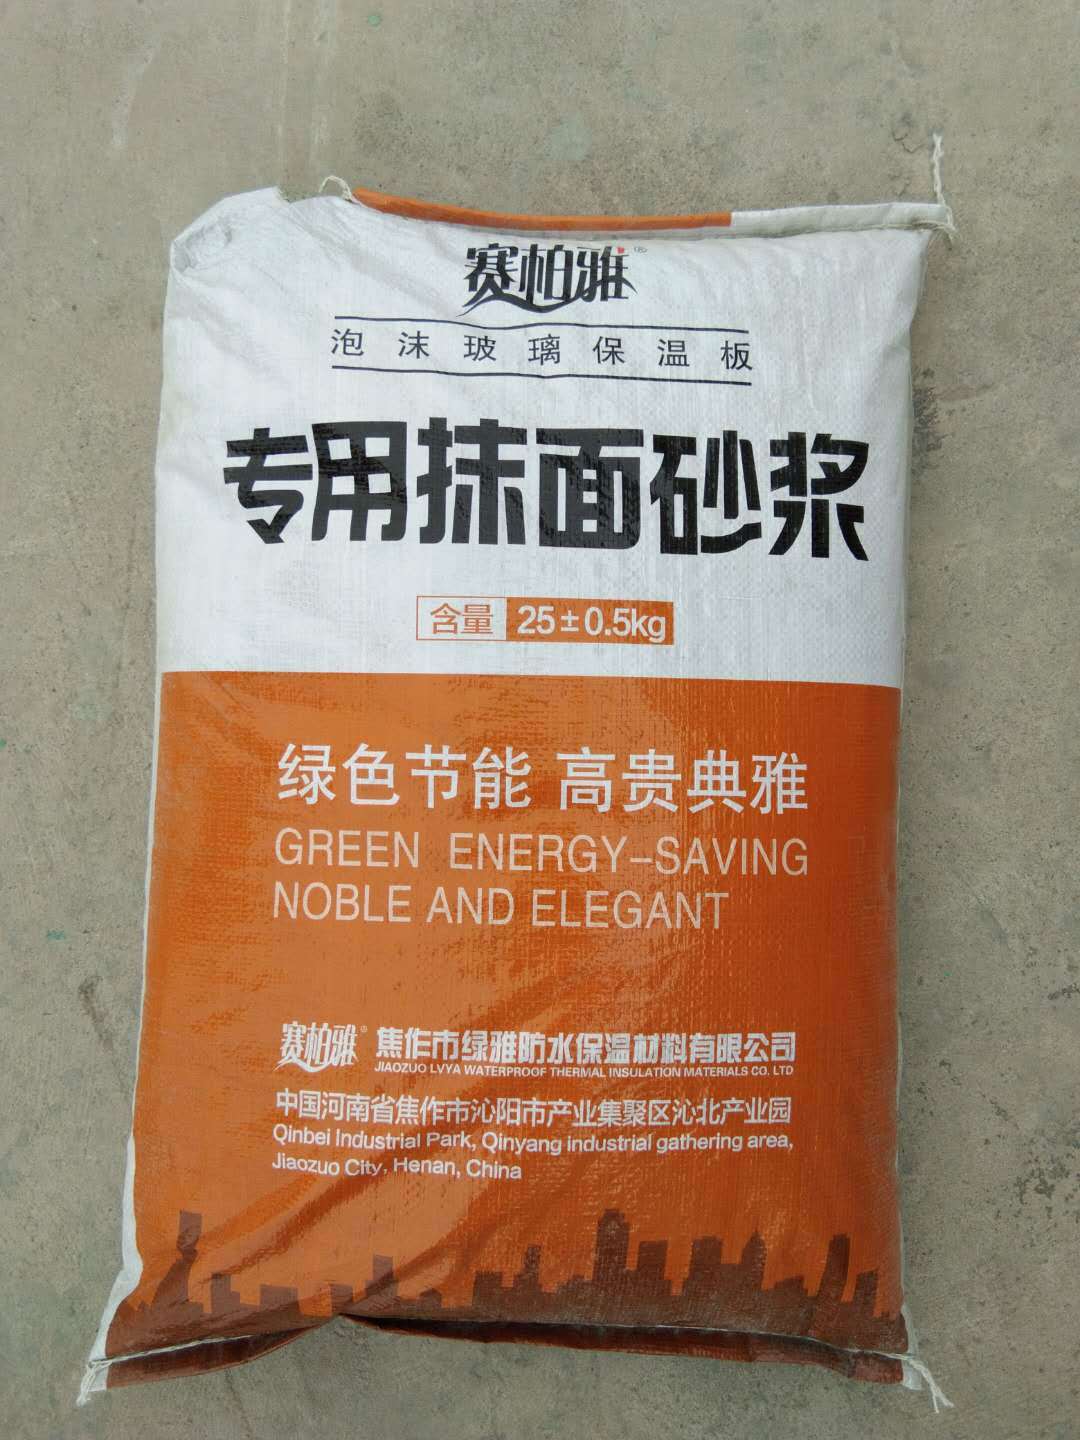 赛柏雅®
泡沫玻璃保温板
专用抹面砂浆
含量 25±0.5kg
绿色节能 高贵典雅
GREEN ENERGY-SAVING
NOBLE AND ELEGANT
赛柏雅® 焦作市绿雅防水保温材料有限公司
JIAOZUO LVYA WATERPROOF THERMAL INSULATION MATERIALS CO. LTD
中国河南省焦作市沁阳市产业集聚区沁北产业园
Qinbei Industrial Park, Qinyang industrial gathering area,
Jiaozuo City, Henan, China